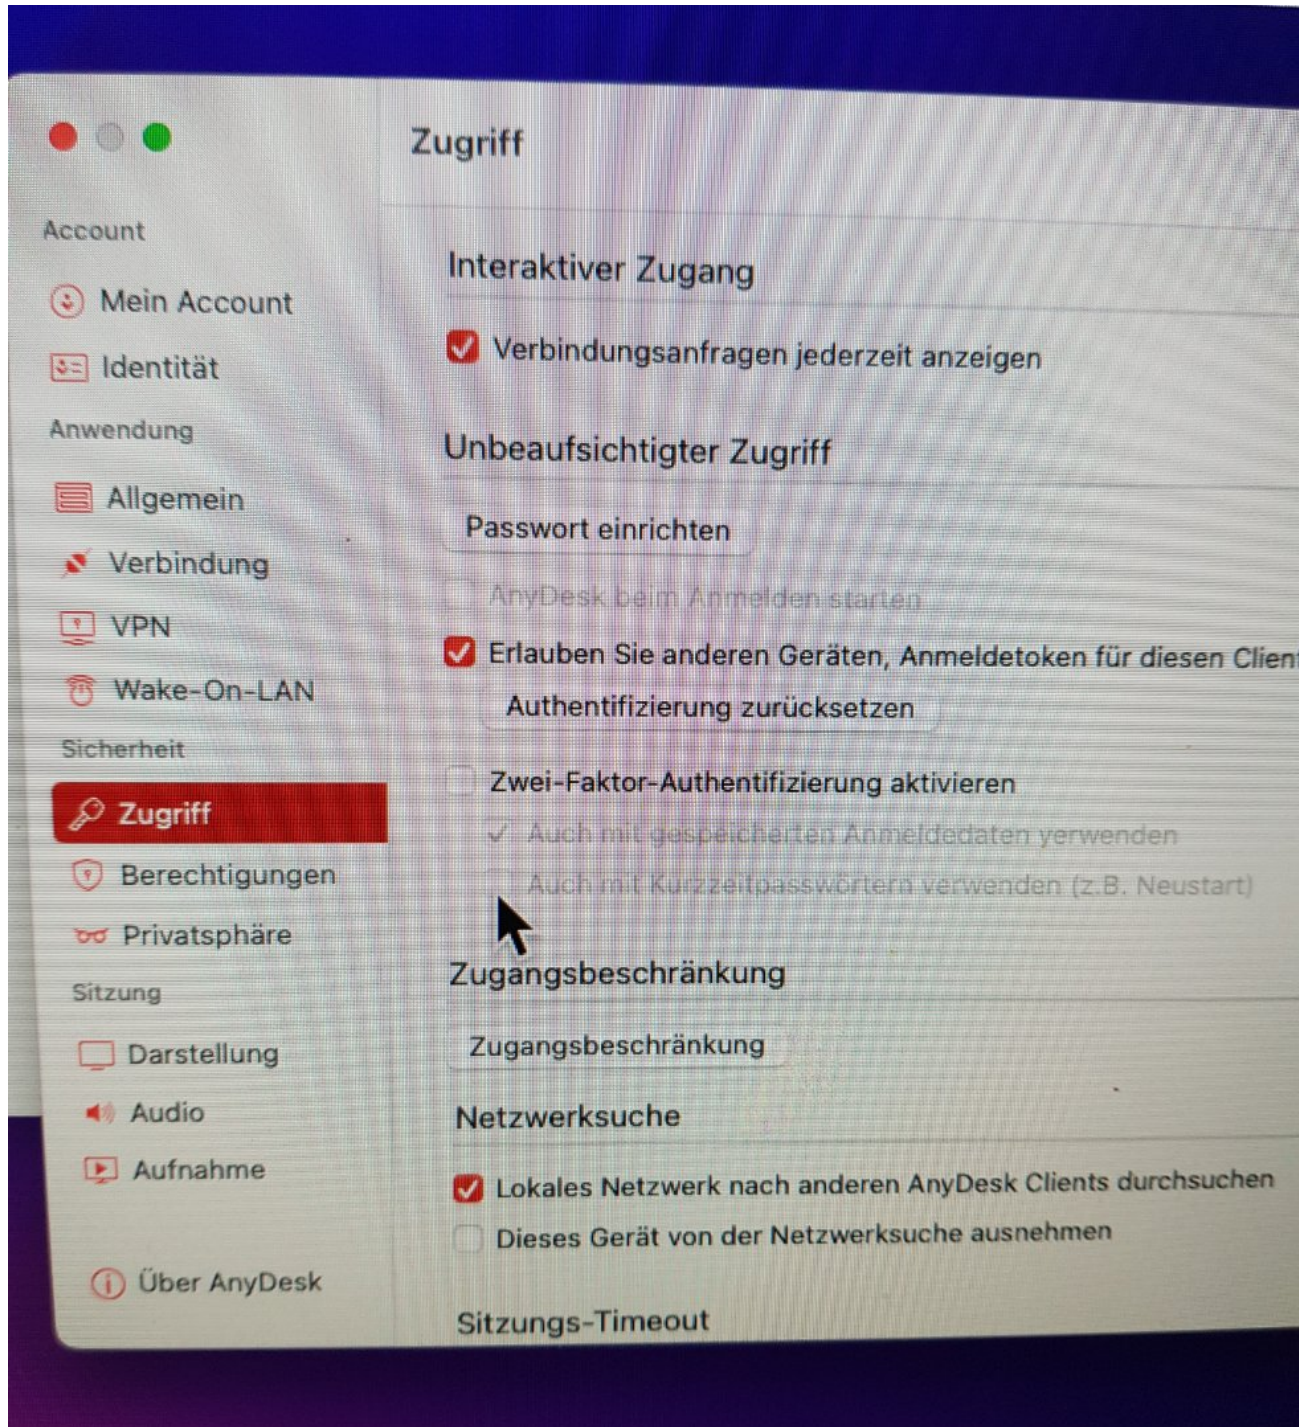 Zugriff
Account
Mein Account
Identität
Anwendung
Allgemein
Verbindung
VPN
Wake-On-LAN
Sicherheit
Zugriff
Berechtigungen
Privatsphäre
Sitzung
Darstellung
Audio
Aufnahme
Über AnyDesk
Interaktiver Zugang
Verbindungsanfragen jederzeit anzeigen
Unbeaufsichtigter Zugriff
Passwort einrichten
AnyDesk beim Anmelden starten
Erlauben Sie anderen Geräten, Anmeldetoken für diesen Clien
Authentifizierung zurücksetzen
Zwei-Faktor-Authentifizierung aktivieren
Auch mit gespeicherten Anmeldedaten verwenden
Auch mit Kurzzeitpasswörtern verwenden (z.B. Neustart)
Zugangsbeschränkung
Zugangsbeschränkung
Netzwerksuche
Lokales Netzwerk nach anderen AnyDesk Clients durchsuchen
Dieses Gerät von der Netzwerksuche ausnehmen
Sitzungs-Timeout